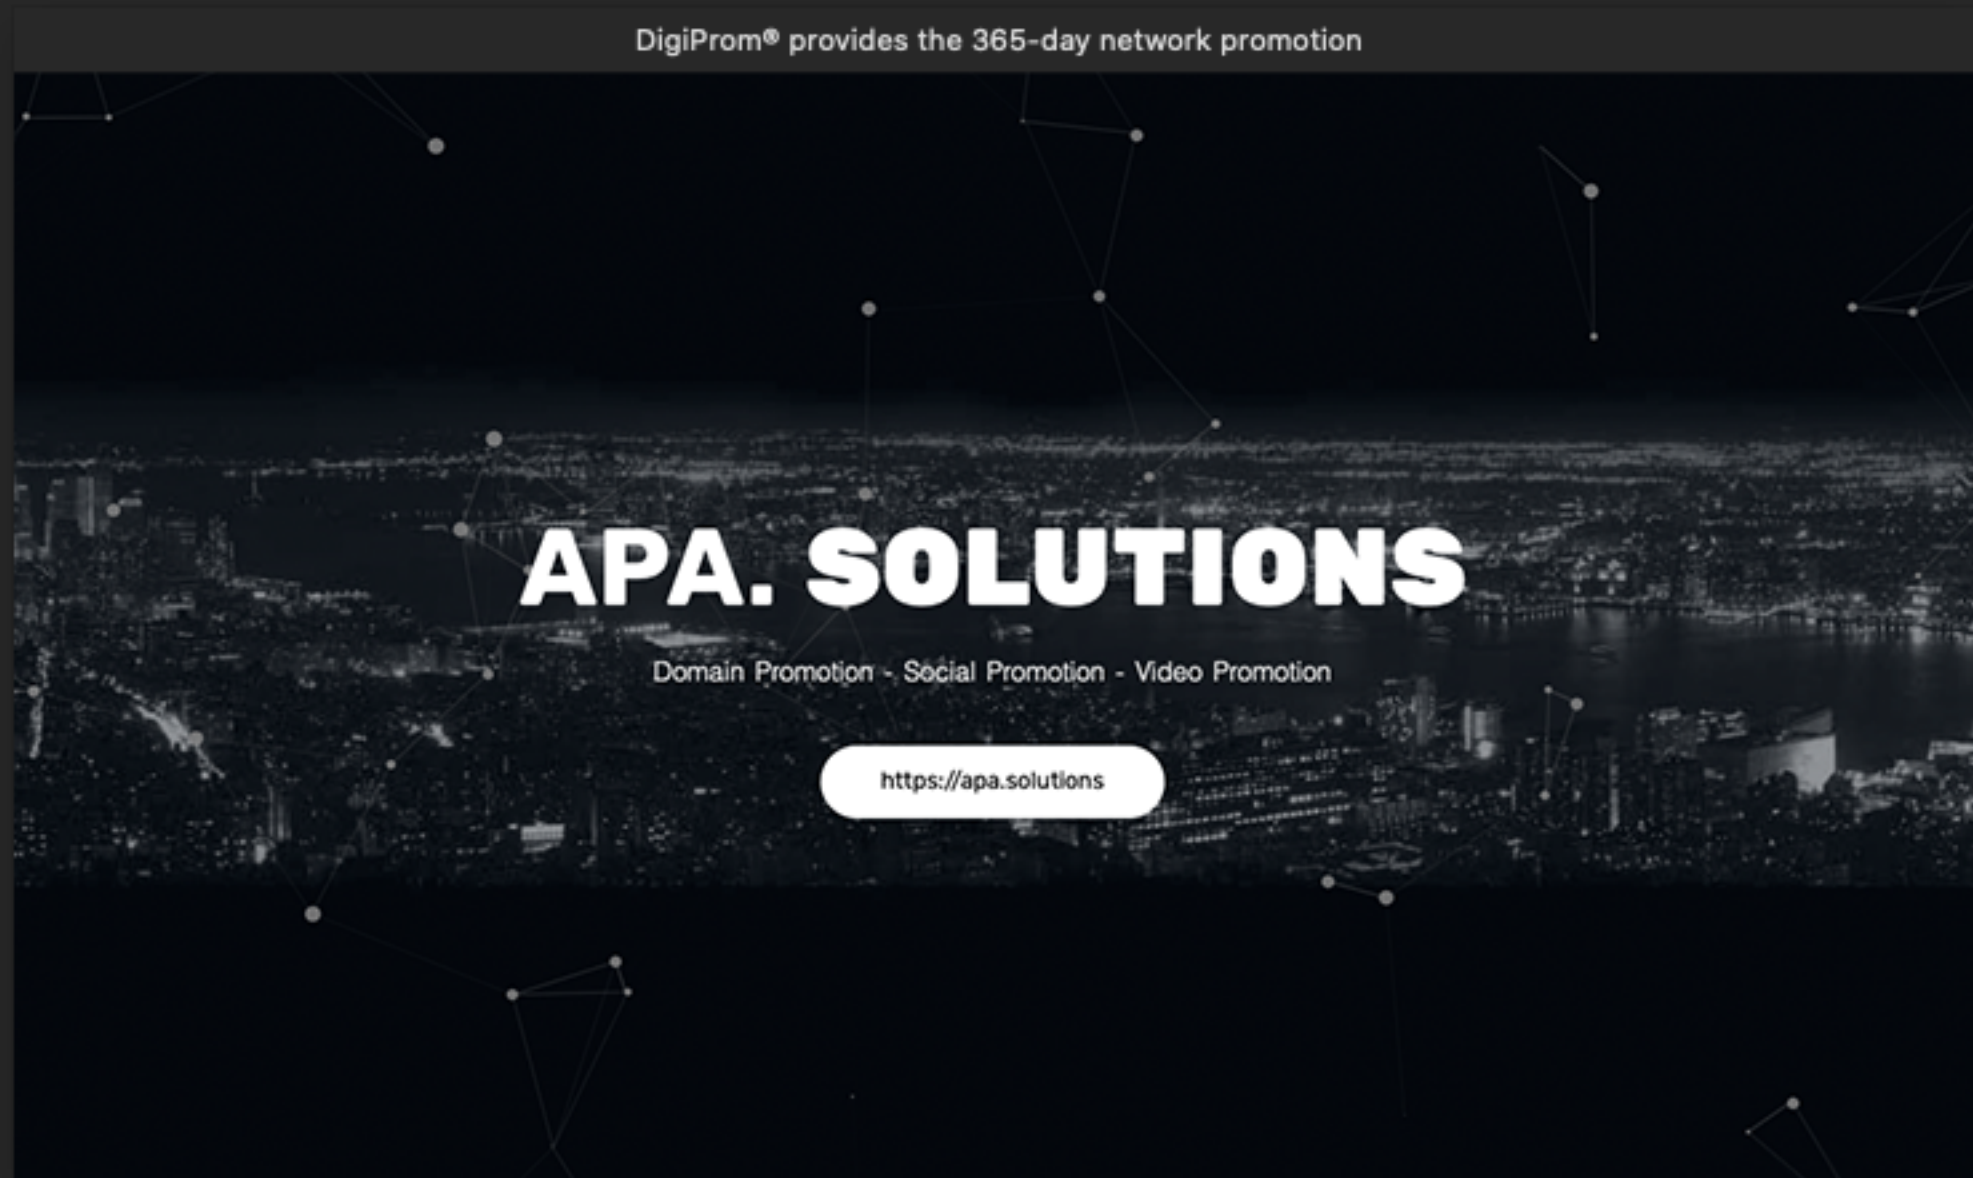 DigiProm® provides the 365-day network promotion
APA. SOLUTIONS
Domain Promotion - Social Promotion - Video Promotion
https://apa.solutions